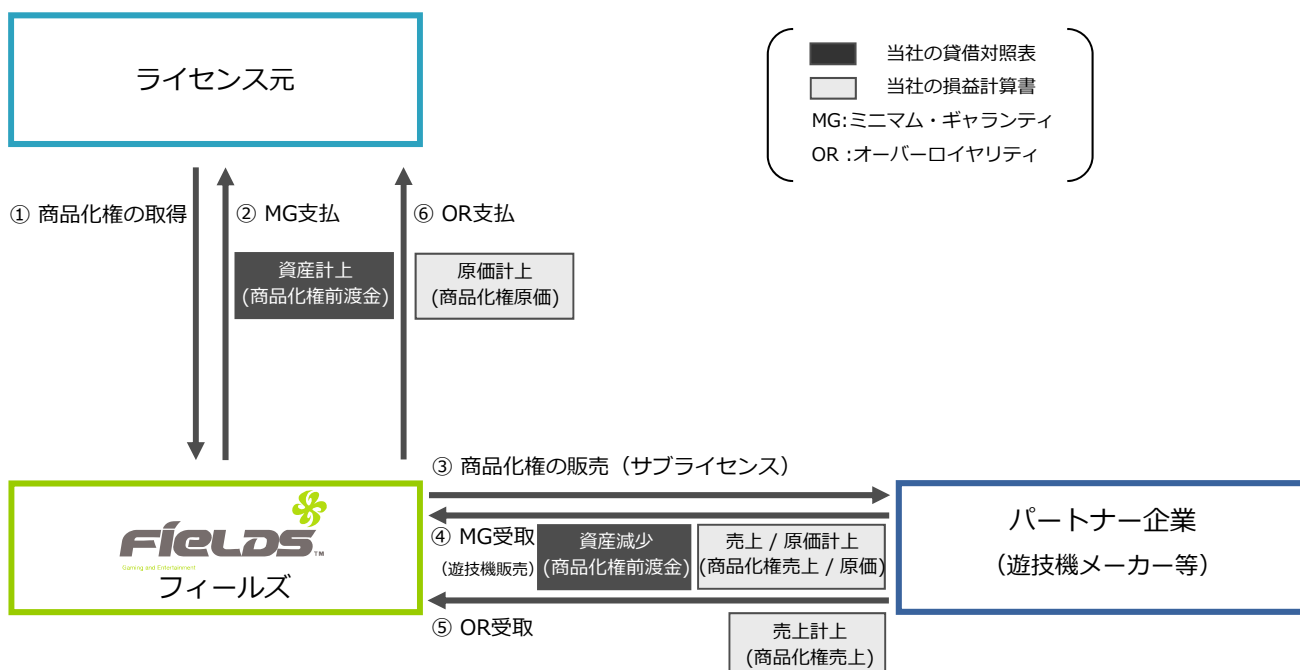 ライセンス元
当社の貸借対照表
当社の損益計算書
MG:ミニマム・ギャランティ
OR :オーバーロイヤリティ
① 商品化権の取得
② MG支払
⑥ OR支払
資産計上
(商品化権前渡金)
原価計上
(商品化権原価)
③ 商品化権の販売（サブライセンス）
FIELDS™
Gaming and Entertainment
フィールズ
④ MG受取
(遊技機販売)
資産減少
(商品化権前渡金)
売上 / 原価計上
(商品化権売上 / 原価)
パートナー企業
（遊技機メーカー等）
⑤ OR受取
売上計上
(商品化権売上)